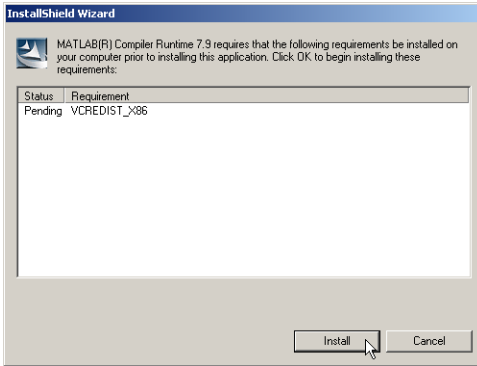 InstallShield Wizard
MATLAB(R) Compiler Runtime 7.9 requires that the following requirements be installed on
your computer prior to installing this application. Click OK to begin installing these
requirements:
Status Requirement
Pending VCREDIST_X86
Install Cancel